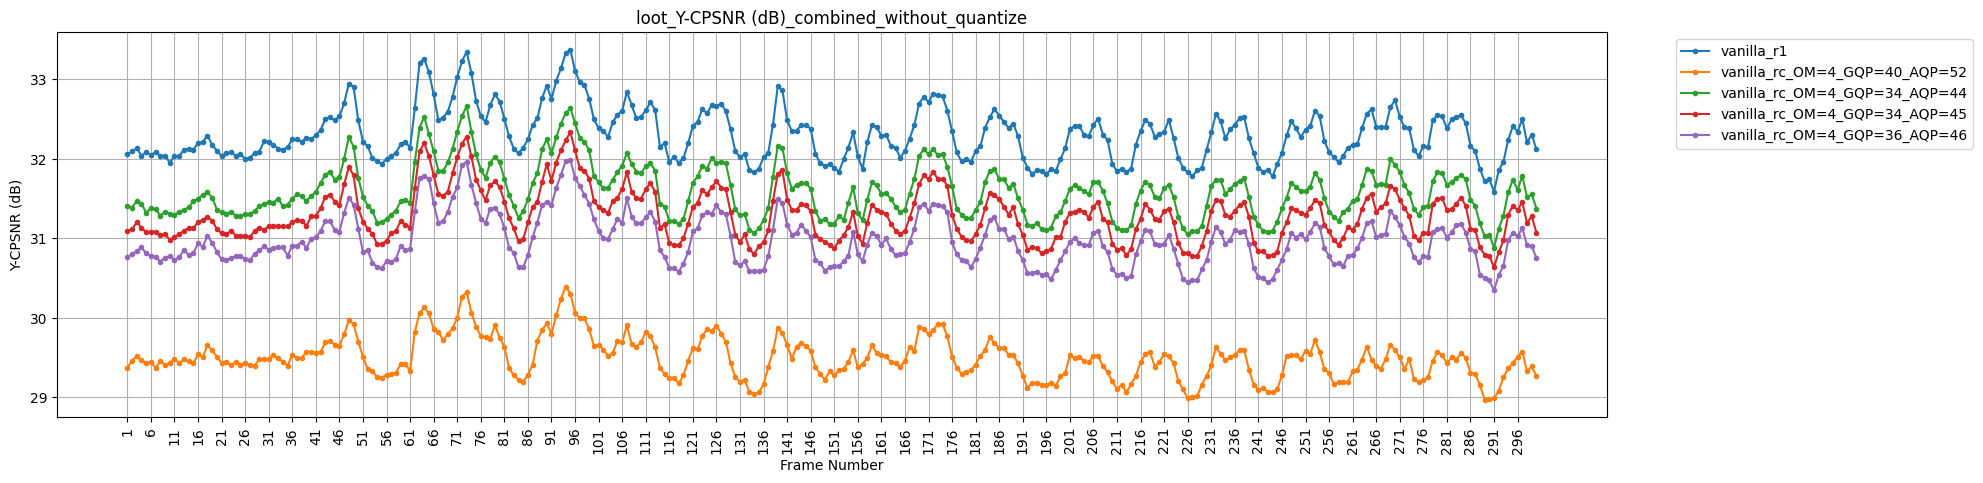 loot_Y-CPSNR (dB)_combined_without_quantize
Y-CPSNR (dB)
33
32
31
30
29
1 6 11 16 21 26 31 36 41 46 51 56 61 66 71 76 81 86 91 96 101 106 111 116 121 126 131 136 141 146 151 156 161 166 171 176 181 186 191 196 201 206 211 216 221 226 231 236 241 246 251 256 261 266 271 276 281 286 291 296
Frame Number
vanilla_r1
vanilla_rc_OM=4_GQP=40_AQP=52
vanilla_rc_OM=4_GQP=34_AQP=44
vanilla_rc_OM=4_GQP=34_AQP=45
vanilla_rc_OM=4_GQP=36_AQP=46